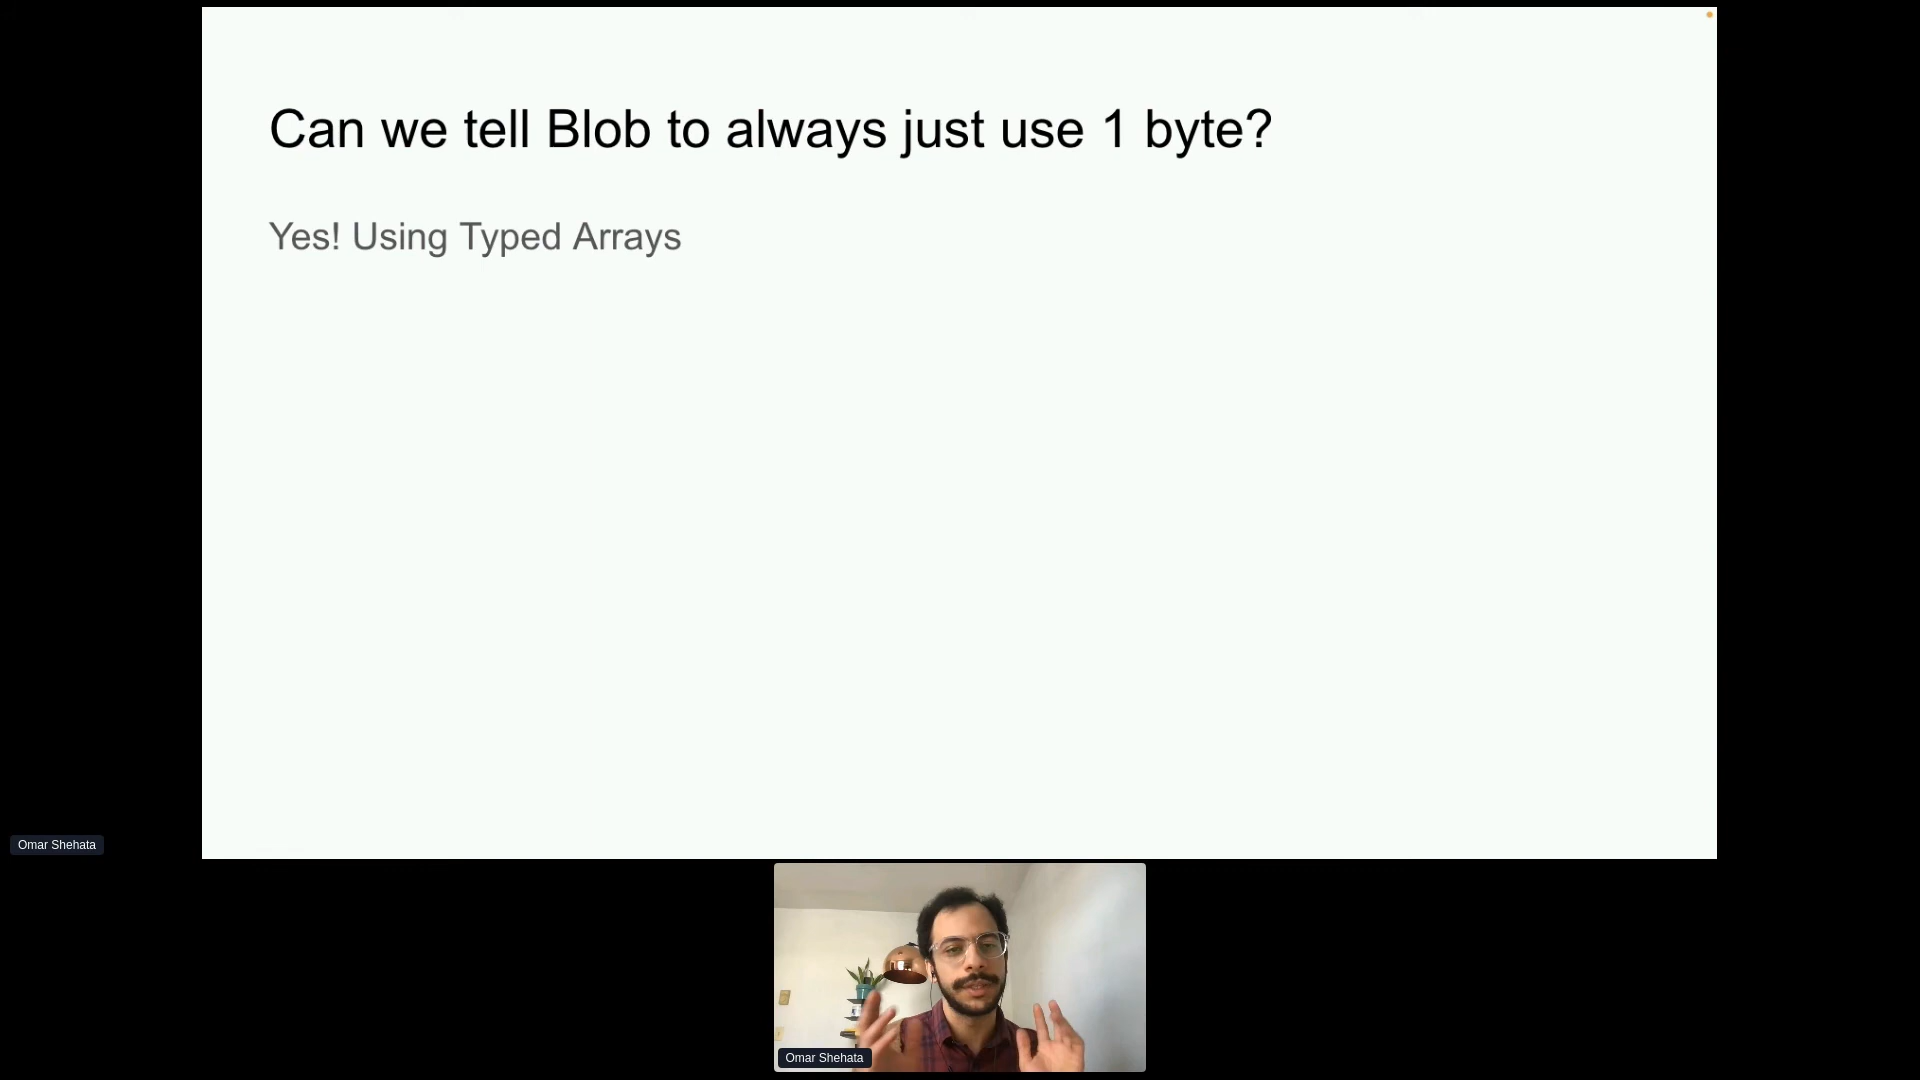 Can we tell Blob to always just use 1 byte?
Yes! Using Typed Arrays
Omar Shehata
Omar Shehata